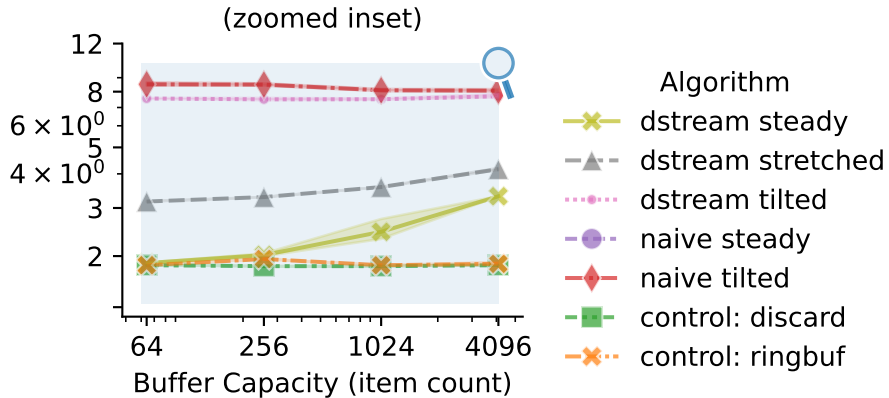 (zoomed inset)
12
8
6 × 10⁰
5
4 × 10⁰
3
2
64 256 1024 4096
Buffer Capacity (item count)
Algorithm
dstream steady
dstream stretched
dstream tilted
naive steady
naive tilted
control: discard
control: ringbuf